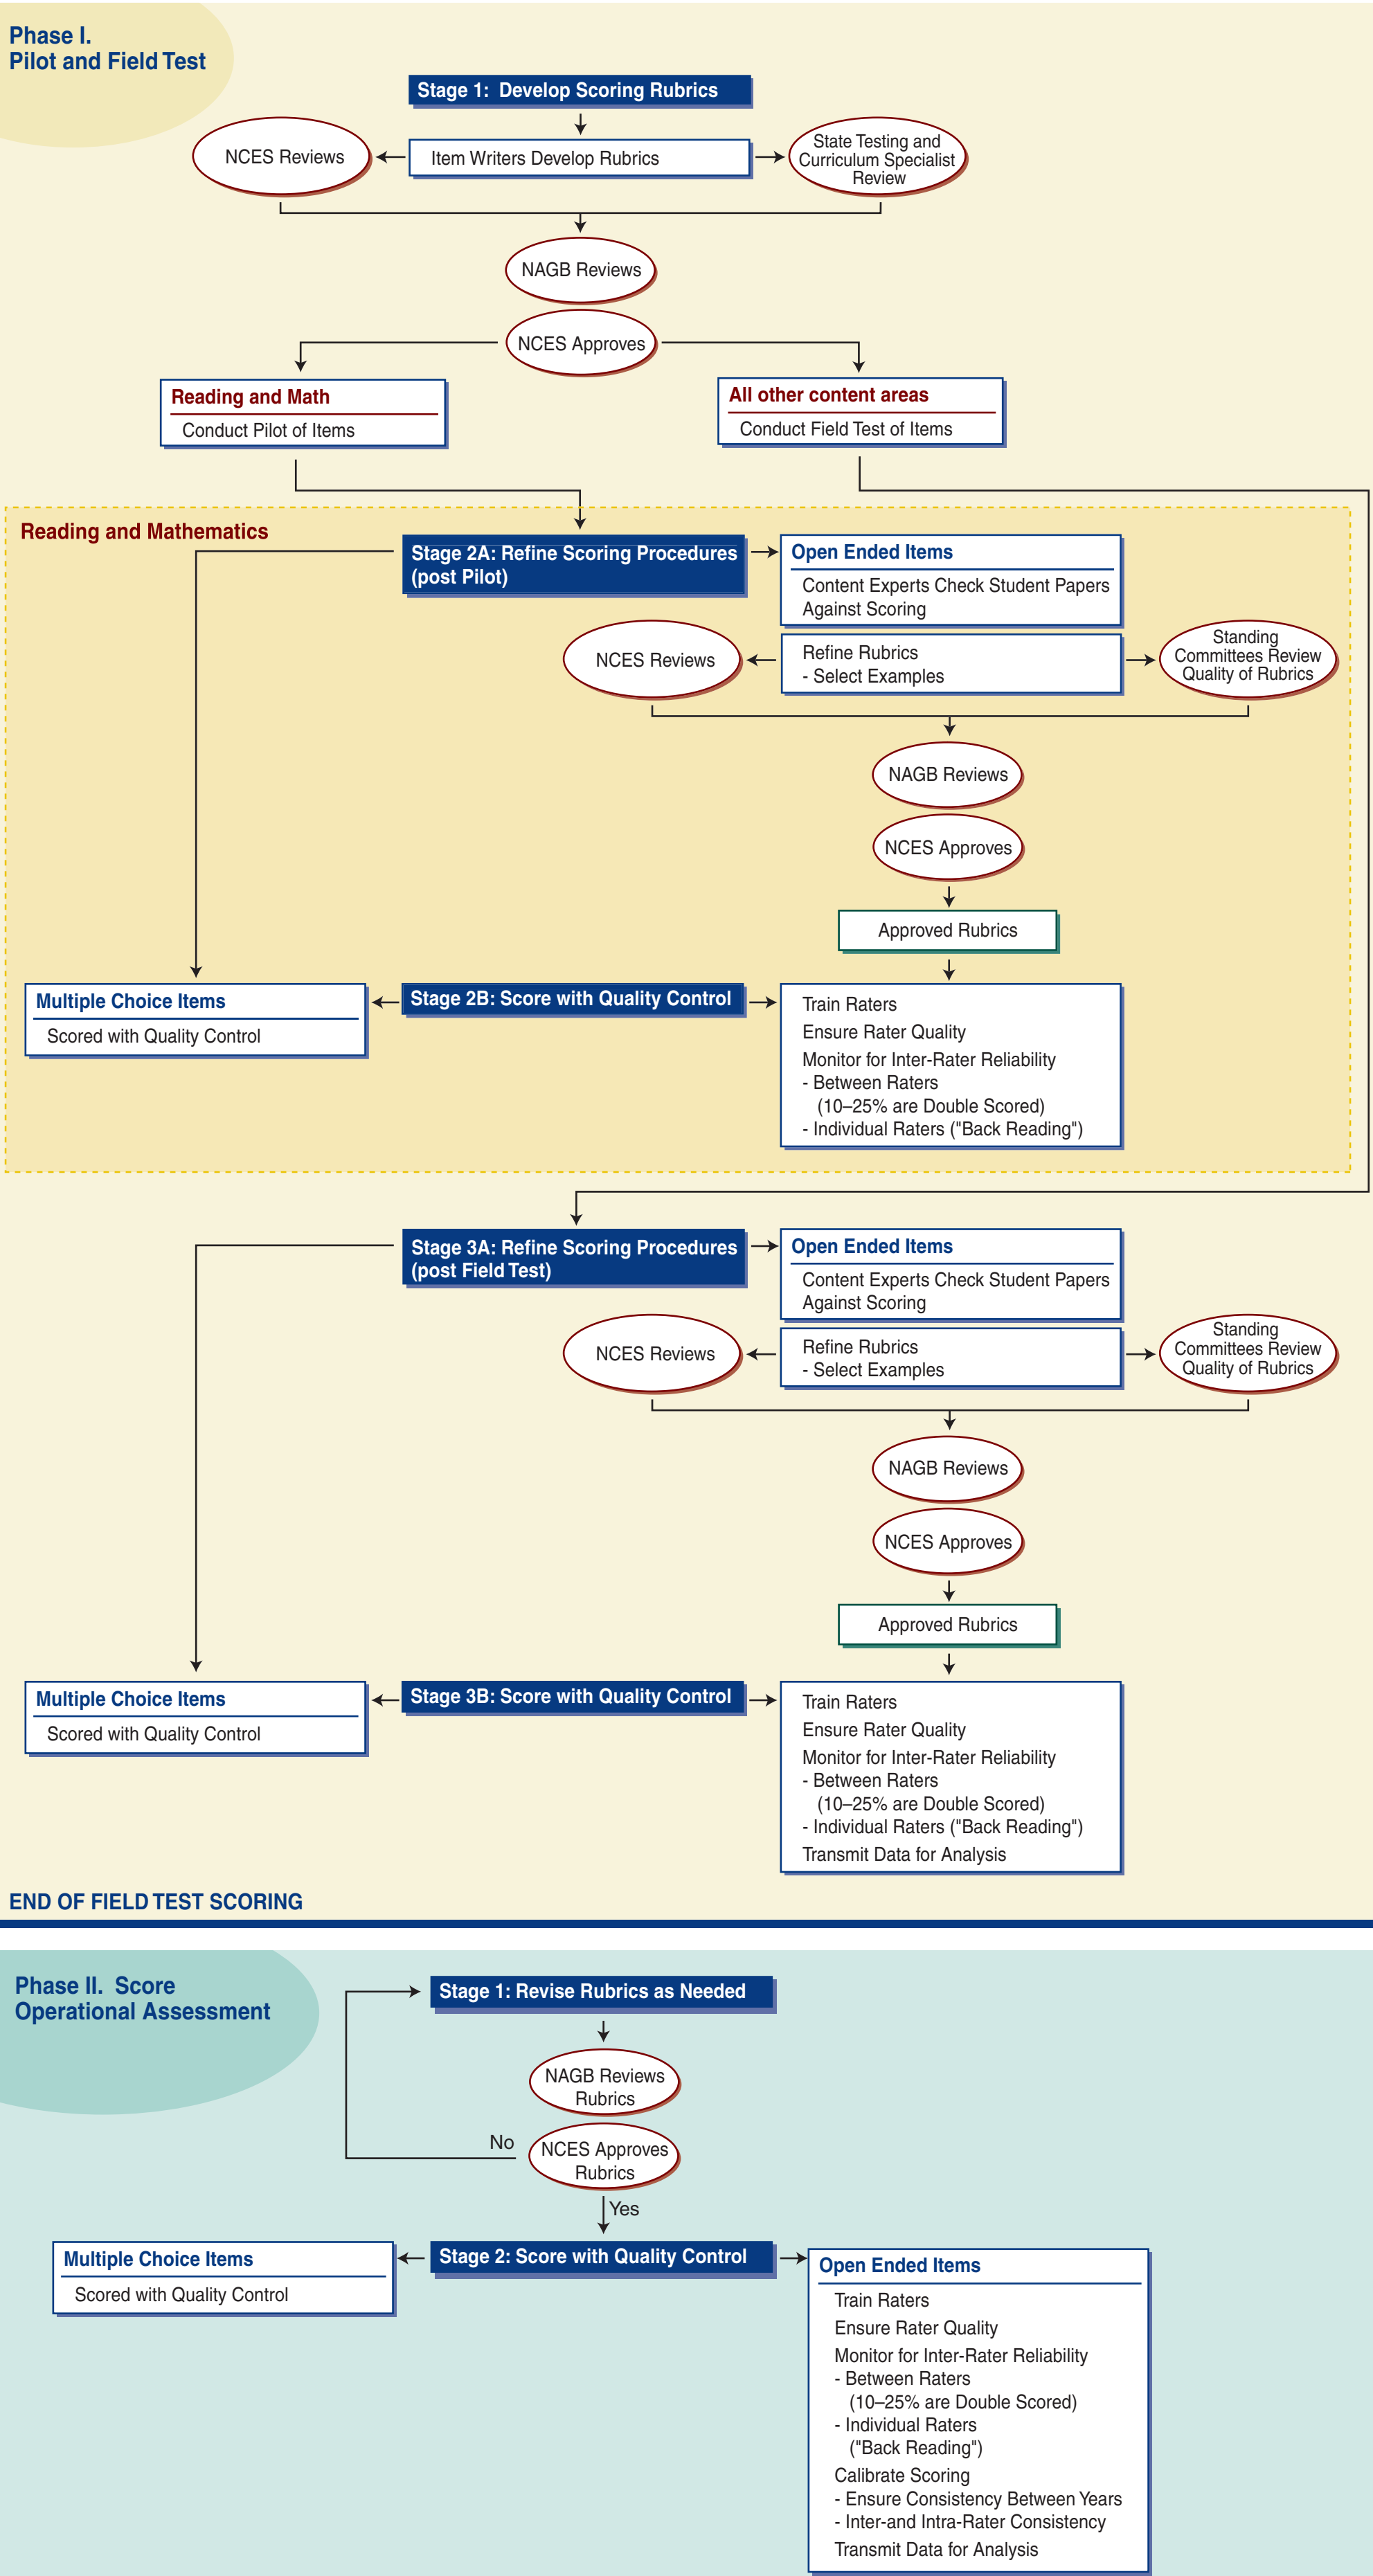 Phase I.
Pilot and Field Test
Stage 1: Develop Scoring Rubrics
NCES Reviews
Item Writers Develop Rubrics
State Testing and
Curriculum Specialist
Review
NAGB Reviews
NCES Approves
Reading and Math
Conduct Pilot of Items
All other content areas
Conduct Field Test of Items
Reading and Mathematics
Stage 2A: Refine Scoring Procedures
(post Pilot)
Open Ended Items
Content Experts Check Student Papers
Against Scoring
NCES Reviews
Refine Rubrics
- Select Examples
Standing
Committees Review
Quality of Rubrics
NAGB Reviews
NCES Approves
Approved Rubrics
Multiple Choice Items
Scored with Quality Control
Stage 2B: Score with Quality Control
Train Raters
Ensure Rater Quality
Monitor for Inter-Rater Reliability
- Between Raters
(10–25% are Double Scored)
- Individual Raters ("Back Reading")
Stage 3A: Refine Scoring Procedures
(post Field Test)
Open Ended Items
Content Experts Check Student Papers
Against Scoring
NCES Reviews
Refine Rubrics
- Select Examples
Standing
Committees Review
Quality of Rubrics
NAGB Reviews
NCES Approves
Approved Rubrics
Multiple Choice Items
Scored with Quality Control
Stage 3B: Score with Quality Control
Train Raters
Ensure Rater Quality
Monitor for Inter-Rater Reliability
- Between Raters
(10–25% are Double Scored)
- Individual Raters ("Back Reading")
Transmit Data for Analysis
END OF FIELD TEST SCORING
Phase II. Score
Operational Assessment
Stage 1: Revise Rubrics as Needed
NAGB Reviews
Rubrics
No
NCES Approves
Rubrics
Yes
Multiple Choice Items
Scored with Quality Control
Stage 2: Score with Quality Control
Open Ended Items
Train Raters
Ensure Rater Quality
Monitor for Inter-Rater Reliability
- Between Raters
(10–25% are Double Scored)
- Individual Raters
("Back Reading")
Calibrate Scoring
- Ensure Consistency Between Years
- Inter-and Intra-Rater Consistency
Transmit Data for Analysis